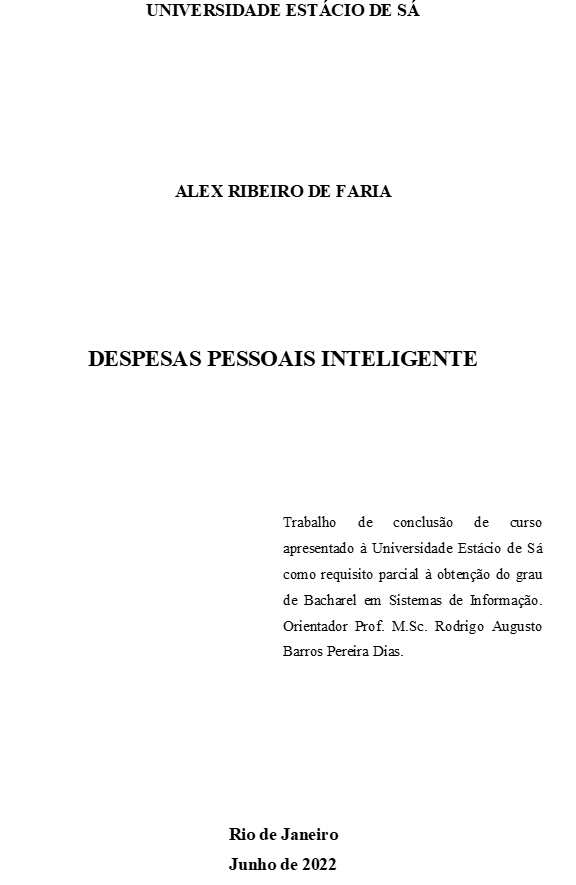 UNIVERSIDADE ESTÁCIO DE SÁ
ALEX RIBEIRO DE FARIA
DESPESAS PESSOAIS INTELIGENTE
Trabalho de conclusão de curso
apresentado à Universidade Estácio de Sá
como requisito parcial à obtenção do grau
de Bacharel em Sistemas de Informação.
Orientador Prof. M.Sc. Rodrigo Augusto
Barros Pereira Dias.
Rio de Janeiro
Junho de 2022